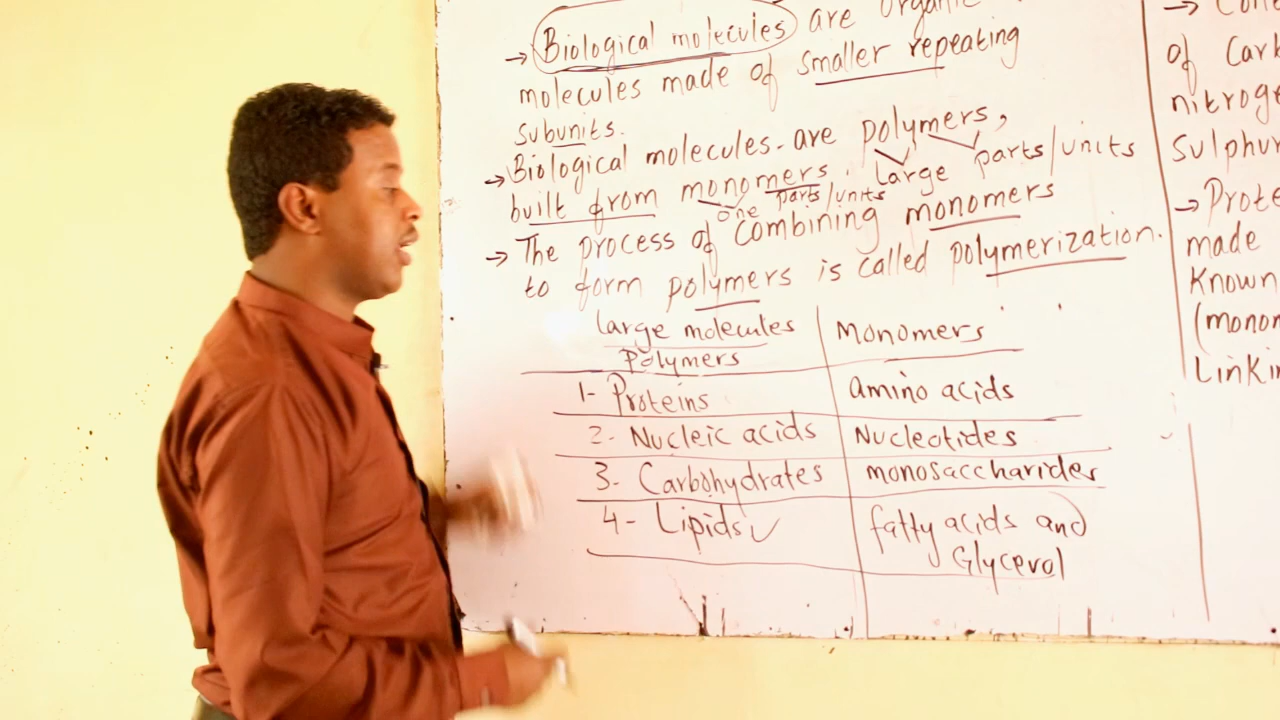 → Biological molecules are organic
molecules made of smaller repeating
subunits.
→ Biological molecules are polymers,
large parts/units
built from monomers.
one parts/units
→ The process of combining monomers
to form polymers is called polymerization.
Large molecules
Polymers
Monomers
1- Proteins
amino acids
2- Nucleic acids
Nucleotides
3- Carbohydrates
monosaccharides
4- Lipids ✓
fatty acids and
Glycerol
→
of Carb
nitroge
Sulphur
→ Prote
made
Known
(monom
Linkin